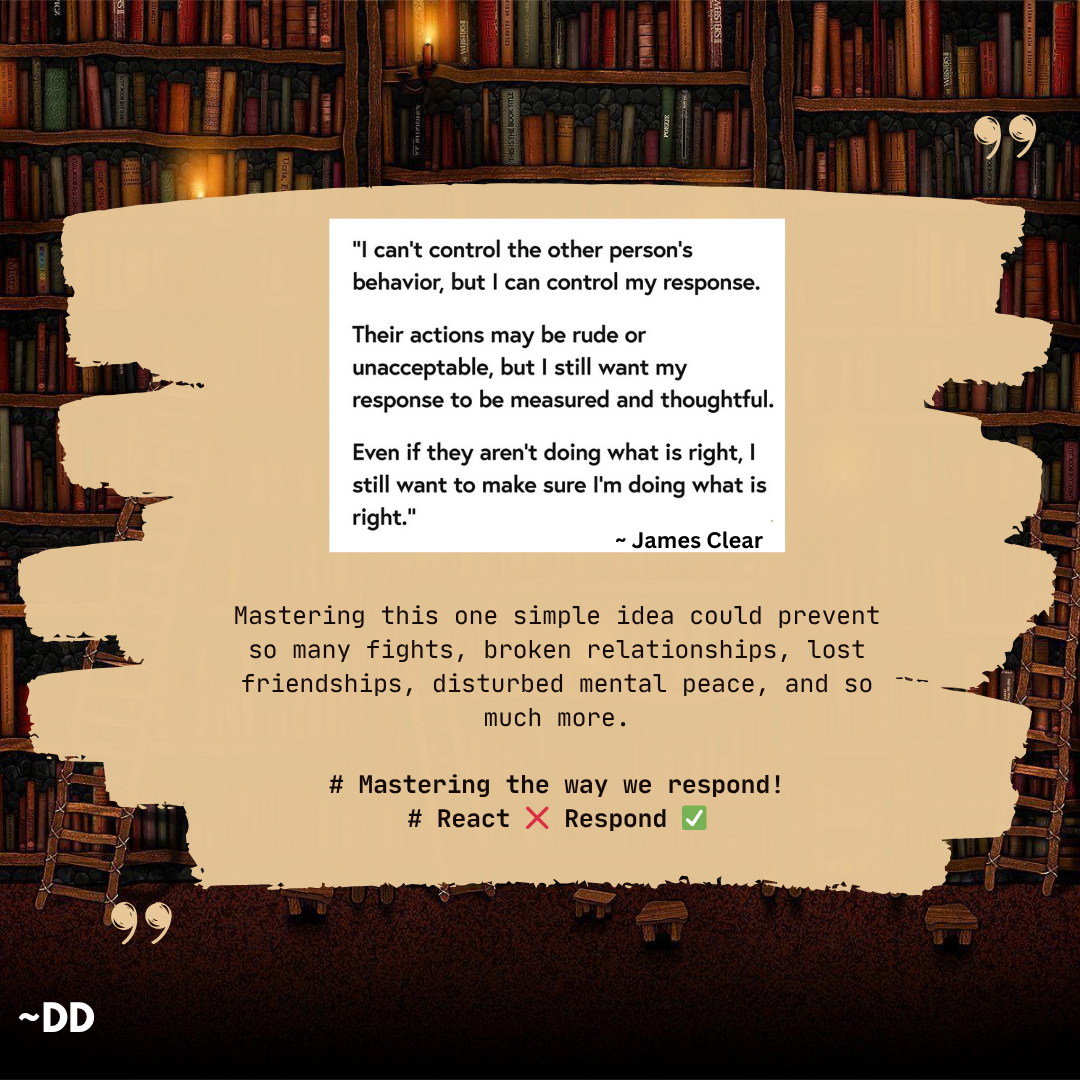 "I can't control the other person's
behavior, but I can control my response.
Their actions may be rude or
unacceptable, but I still want my
response to be measured and thoughtful.
Even if they aren't doing what is right, I
still want to make sure I'm doing what is
right."
~ James Clear
Mastering this one simple idea could prevent
so many fights, broken relationships, lost
friendships, disturbed mental peace, and so
much more.
# Mastering the way we respond!
# React ❌ Respond ✅
~DD